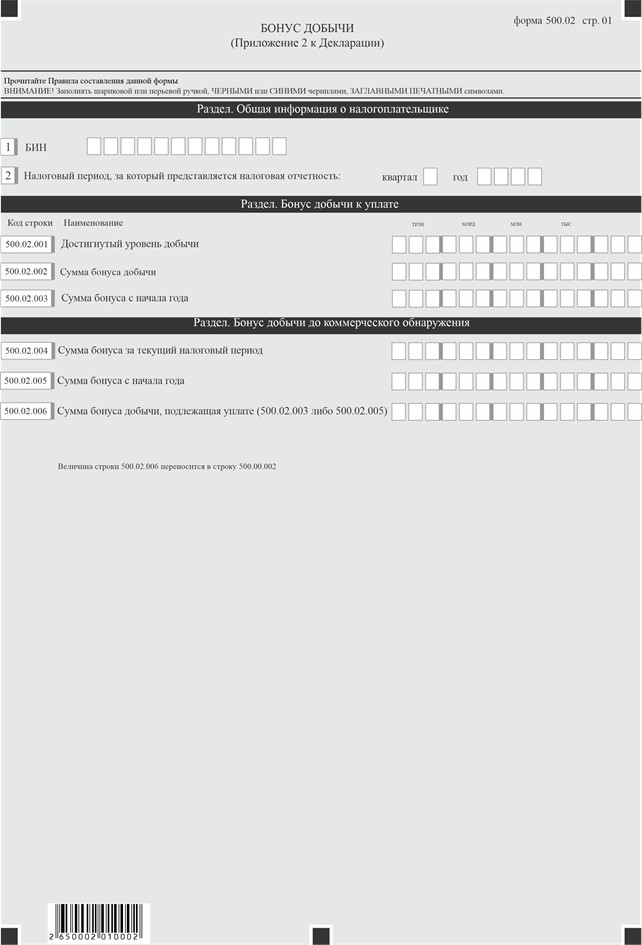 форма 500.02 стр. 01
БОНУС ДОБЫЧИ
(Приложение 2 к Декларации)
Прочитайте Правила составления данной формы
ВНИМАНИЕ! Заполнять шариковой или перьевой ручкой, ЧЕРНЫМИ или СИНИМИ чернилами, ЗАГЛАВНЫМИ ПЕЧАТНЫМИ символами.
Раздел. Общая информация о налогоплательщике
1 БИН
2 Налоговый период, за который представляется налоговая отчетность: квартал год
Раздел. Бонус добычи к уплате
Код строки Наименование трлн млрд млн тыс
500.02.001 Достигнутый уровень добычи
500.02.002 Сумма бонуса добычи
500.02.003 Сумма бонуса с начала года
Раздел. Бонус добычи до коммерческого обнаружения
500.02.004 Сумма бонуса за текущий налоговый период
500.02.005 Сумма бонуса с начала года
500.02.006 Сумма бонуса добычи, подлежащая уплате (500.02.003 либо 500.02.005)
Величина строки 500.02.006 переносится в строку 500.00.002
2 650002 010002